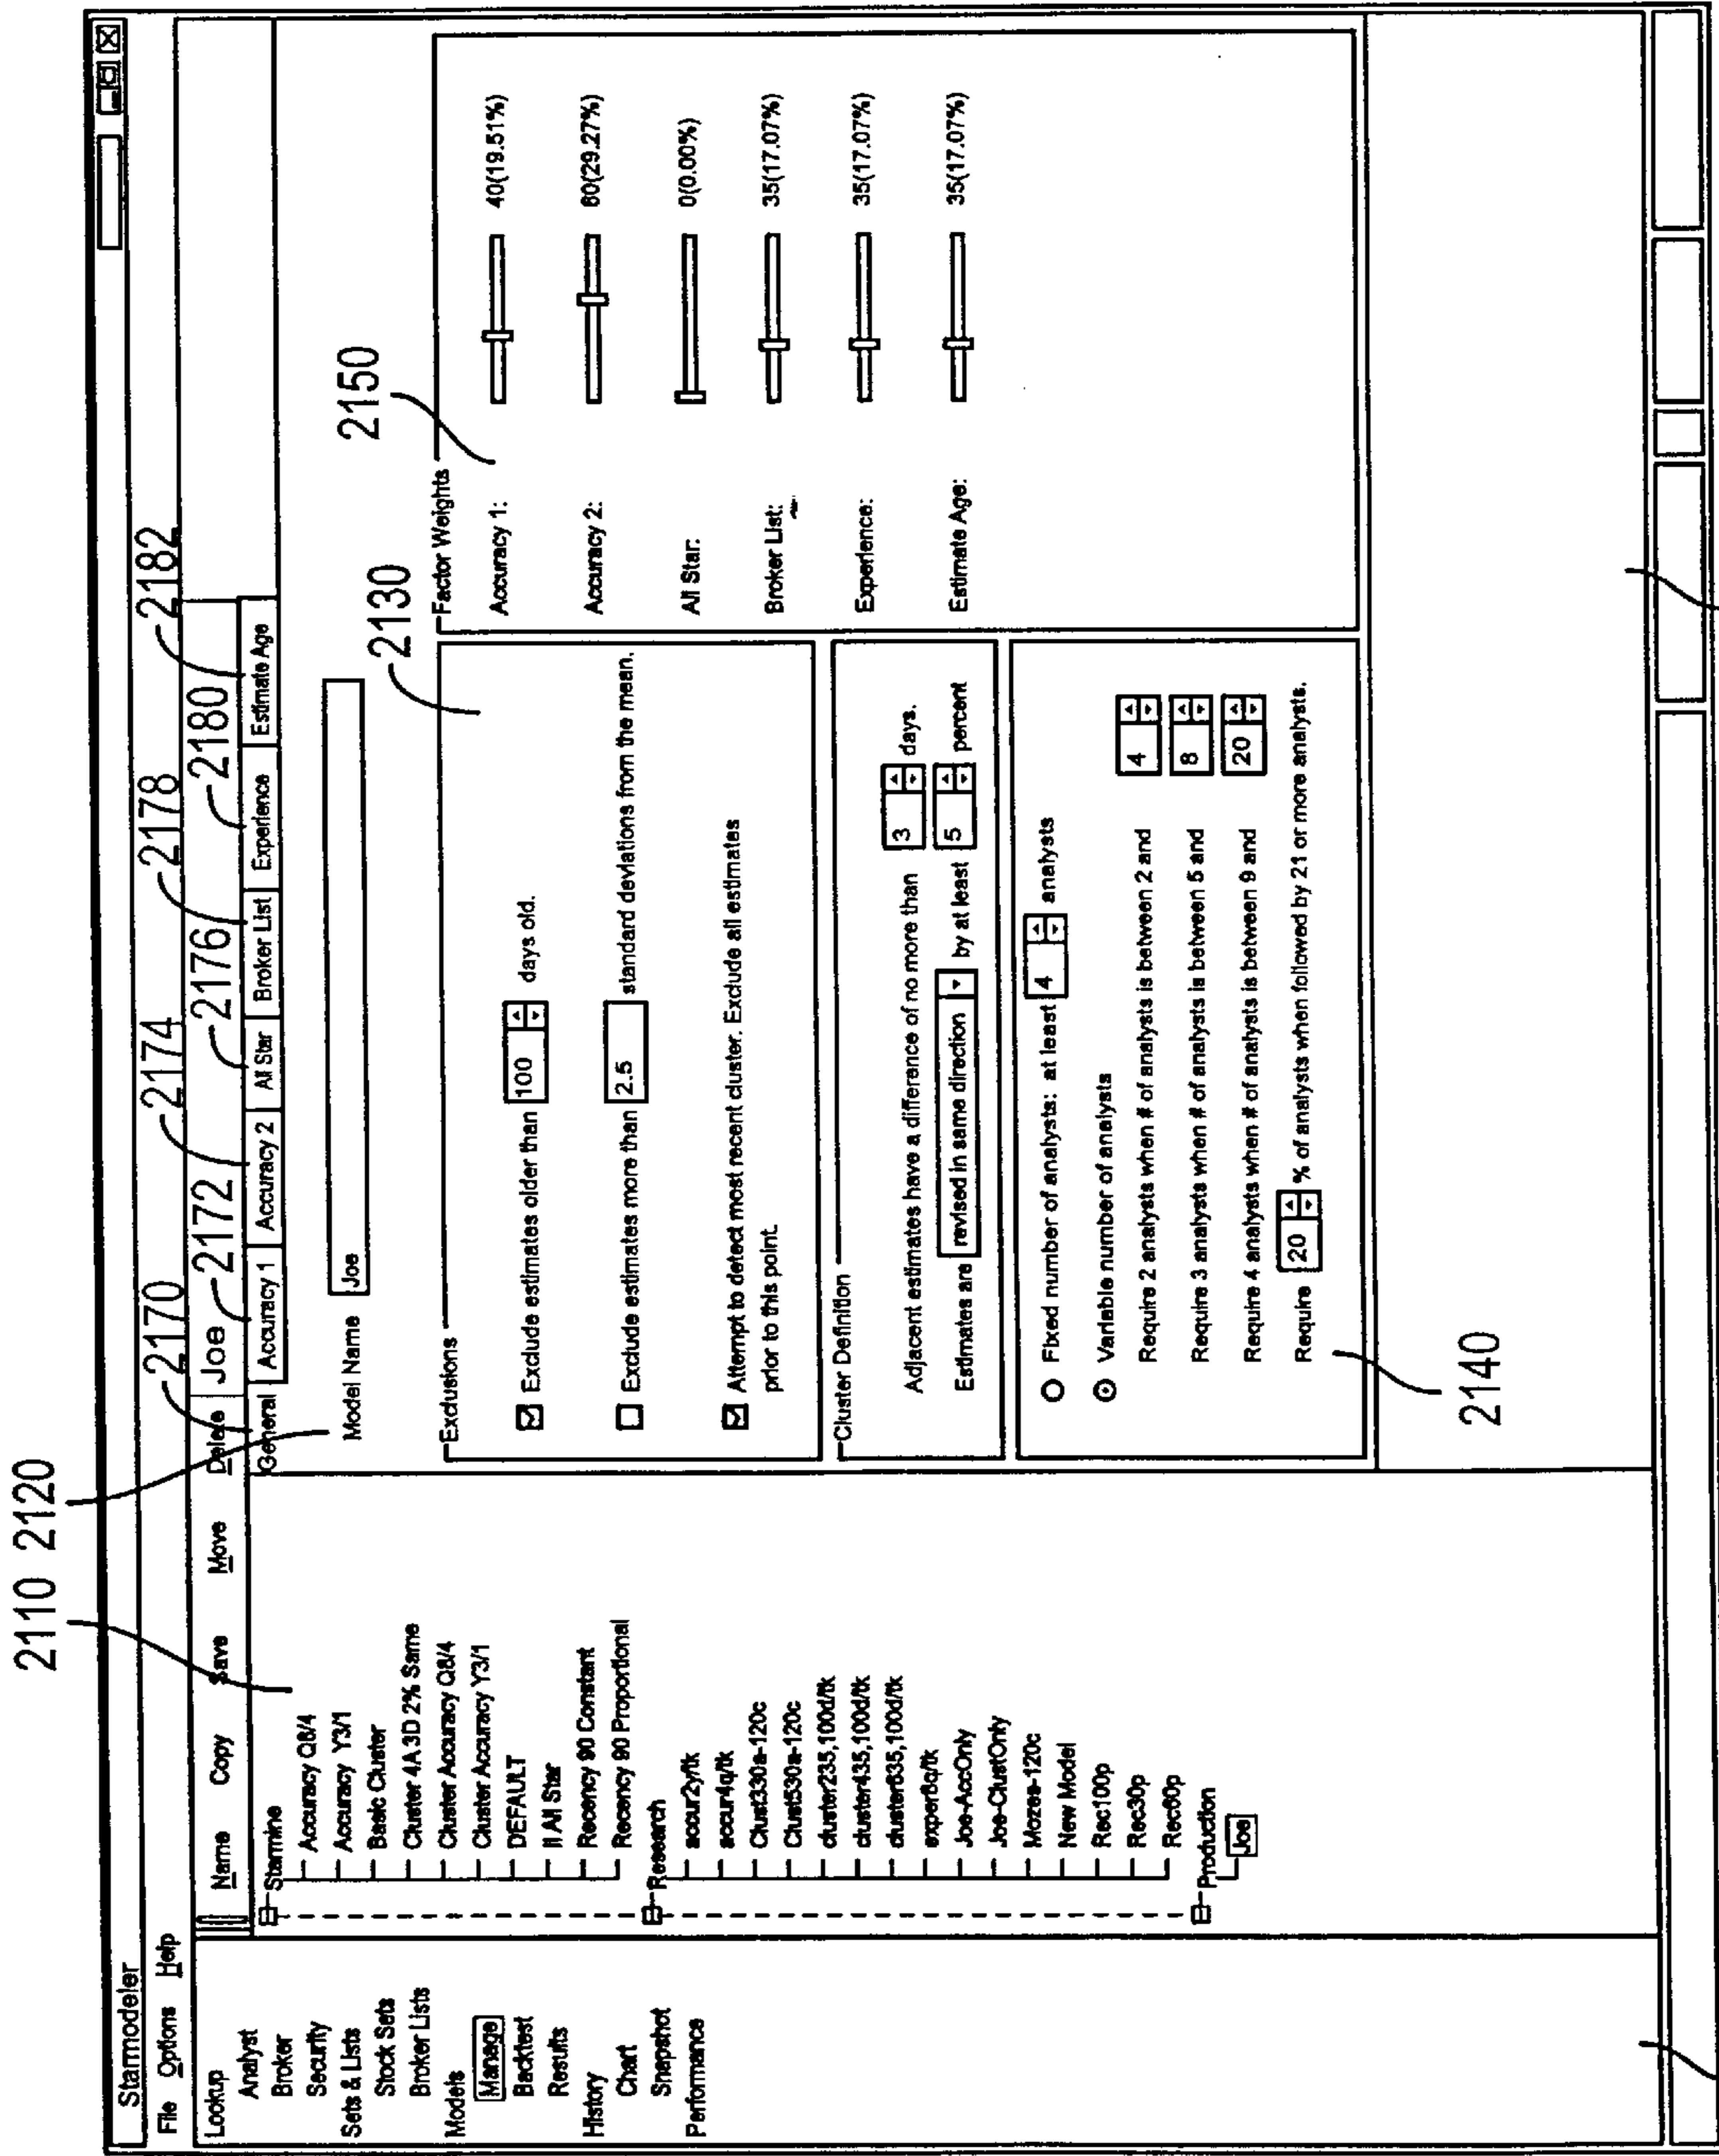 2110 2120
Starmodeler
File Options Help
2170
2172
2174
2176
2178
2180
2182
Name Copy Save Move Delete Joe
General Accuracy 1 Accuracy 2 All Star Broker List Experience Estimate Age
Lookup
Analyst
Broker
Security
Sets & Lists
Stock Sets
Broker Lists
Models
Manage
Backtest
Results
History
Chart
Snapshot
Performance
Starmine
Accuracy Q8/4
Accuracy Y3/1
Basic Cluster
Cluster 4A 3D 2% Same
Cluster Accuracy Q8/4
Cluster Accuracy Y3/1
DEFAULT
II All Star
Recency 90 Constant
Recency 90 Proportional
Research
accur2y/tk
accur4q/tk
Clust330a-120c
Clust530a-120c
cluster235,100d/tk
cluster435,100d/tk
cluster635,100d/tk
exper8q/tk
Joe-AccOnly
Joe-ClustOnly
Mozes-120c
New Model
Rec100p
Rec30p
Rec60p
Production
Joe
Model Name Joe
2130
Exclusions
Exclude estimates older than 100 days old.
Exclude estimates more than 2.5 standard deviations from the mean.
Attempt to detect most recent cluster. Exclude all estimates
prior to this point.
Cluster Definition
Adjacent estimates have a difference of no more than 3 days.
Estimates are revised in same direction by at least 5 percent
Fixed number of analysts: at least 4 analysts
Variable number of analysts
Require 2 analysts when # of analysts is between 2 and 4
Require 3 analysts when # of analysts is between 5 and 8
Require 4 analysts when # of analysts is between 9 and 20
Require 20 % of analysts when followed by 21 or more analysts.
2140
2150
Factor Weights
Accuracy 1: 40(19.51%)
Accuracy 2: 60(29.27%)
All Star: 0(0.00%)
Broker List: 35(17.07%)
Experience: 35(17.07%)
Estimate Age: 35(17.07%)